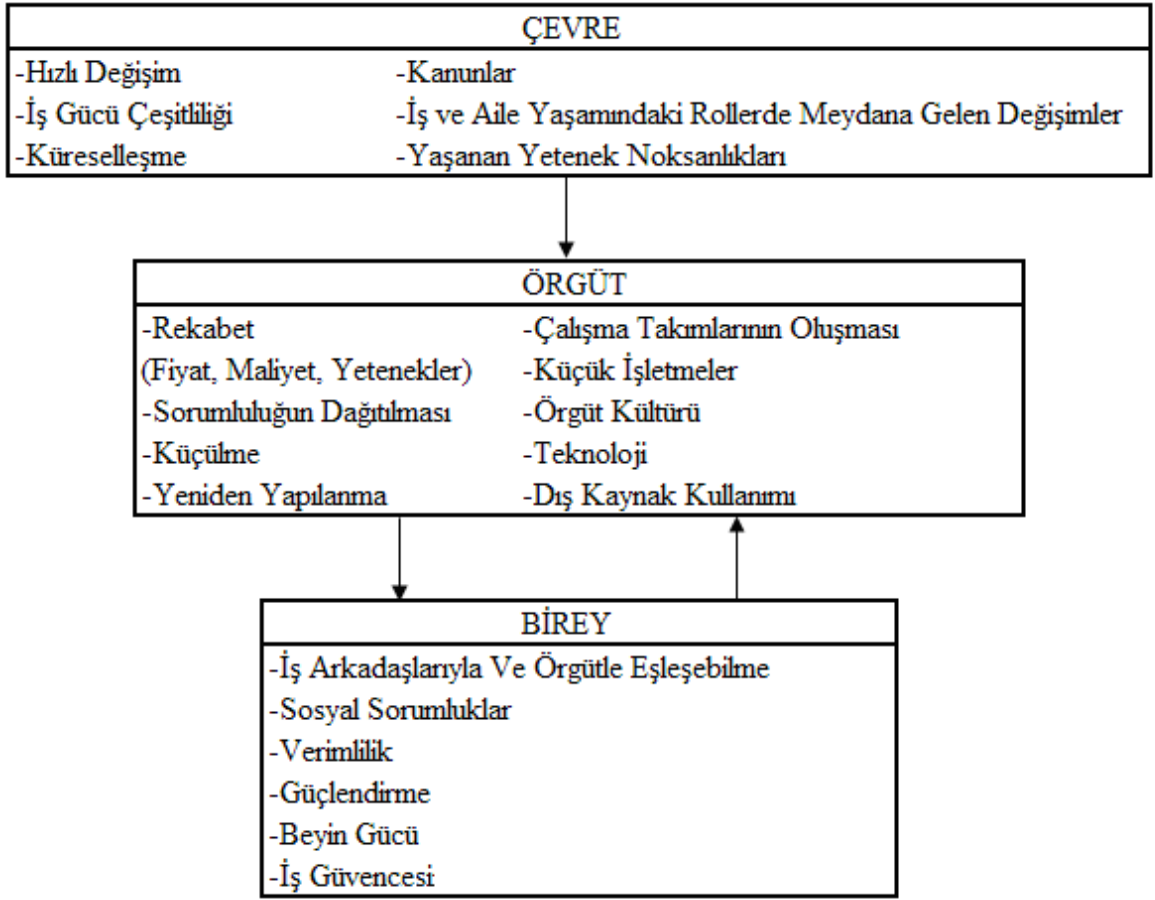 ÇEVRE
-Hızlı Değişim
-İş Gücü Çeşitliliği
-Küreselleşme
-Kanunlar
-İş ve Aile Yaşamındaki Rollerde Meydana Gelen Değişimler
-Yaşanan Yetenek Noksanlıkları
ÖRGÜT
-Rekabet
(Fiyat, Maliyet, Yetenekler)
-Sorumluluğun Dağıtılması
-Küçülme
-Yeniden Yapılanma
-Çalışma Takımlarının Oluşması
-Küçük İşletmeler
-Örgüt Kültürü
-Teknoloji
-Dış Kaynak Kullanımı
BİREY
-İş Arkadaşlarıyla Ve Örgütle Eşleşebilme
-Sosyal Sorumluklar
-Verimlilik
-Güçlendirme
-Beyin Gücü
-İş Güvencesi